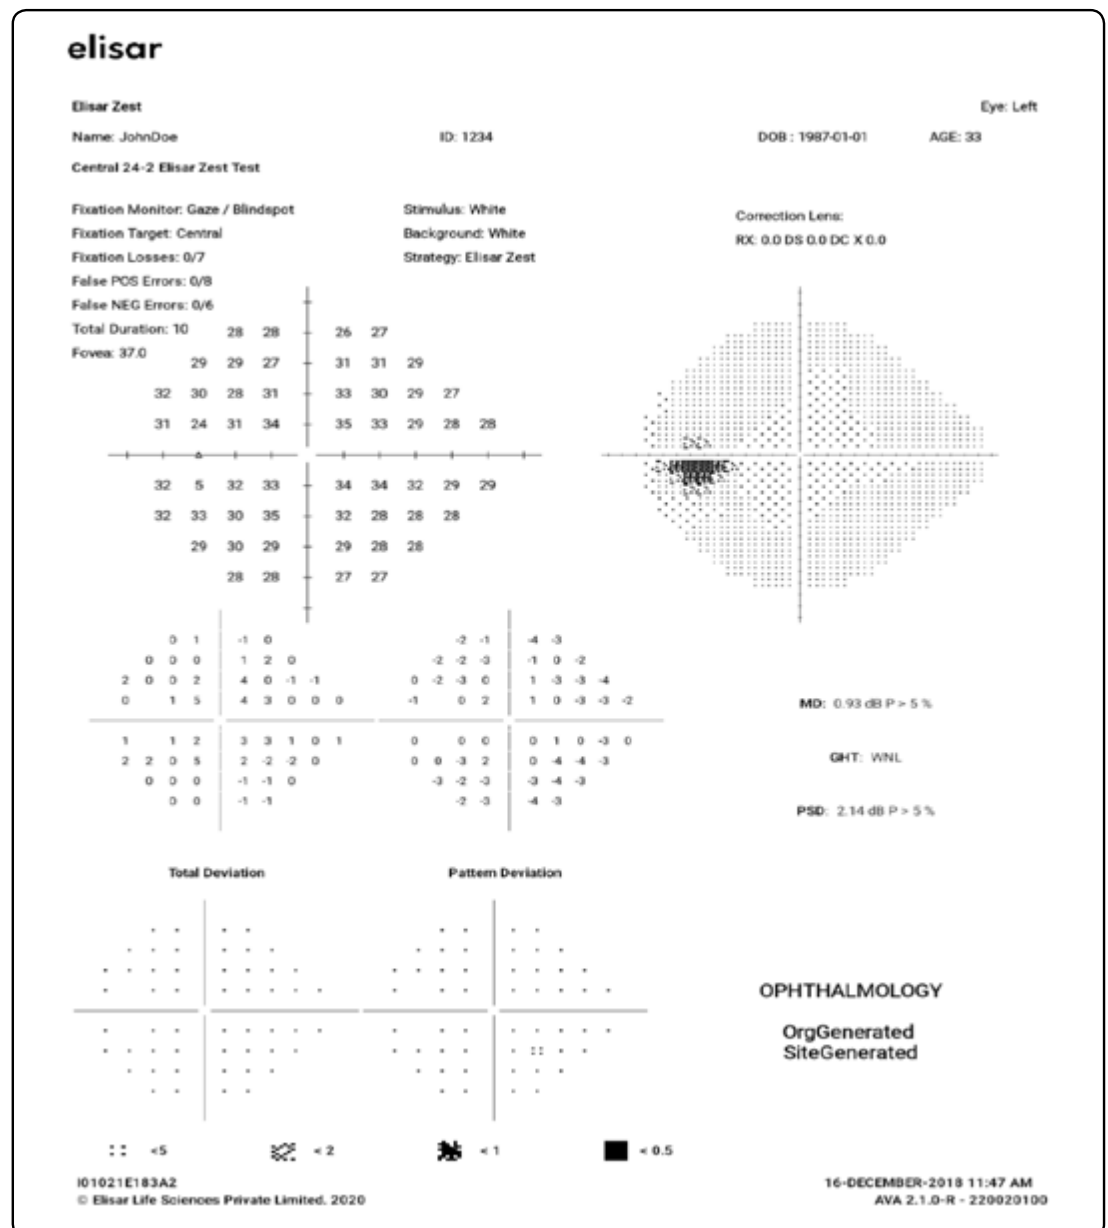 elisar
Elisar Zest Eye: Left
Name: JohnDoe ID: 1234 DOB : 1987-01-01 AGE: 33
Central 24-2 Elisar Zest Test
Fixation Monitor: Gaze / Blindspot Stimulus: White Correction Lens:
Fixation Target: Central Background: White RX: 0.0 DS 0.0 DC X 0.0
Fixation Losses: 0/7 Strategy: Elisar Zest
False POS Errors: 0/8
False NEG Errors: 0/6
Total Duration: 10 28 28 26 27
Fovea: 37.0
29 29 27 31 31 29
32 30 28 31 33 30 29 27
31 24 31 34 35 33 29 28 28
32 5 32 33 34 34 32 29 29
32 33 30 35 32 28 28 28
29 30 29 29 28 28
28 28 27 27
0 1 -1 0 -2 -1 -4 -3
0 0 0 1 2 0 -2 -2 -3 -1 0 -2
2 0 0 2 4 0 -1 -1 0 -2 -3 0 1 -3 -3 -4
0 1 5 4 3 0 0 0 -1 0 2 1 0 -3 -3 -2
MD: 0.93 dB P > 5 %
1 1 2 3 3 1 0 1 0 0 0 0 1 0 -3 0
2 2 0 5 2 -2 -2 0 0 0 -3 2 0 -4 -4 -3
GHT: WNL
0 0 0 -1 -1 0 -3 -2 -3 -3 -4 -3
0 0 -1 -1 -2 -3 -4 -3
PSD: 2.14 dB P > 5 %
Total Deviation Pattern Deviation
OPHTHALMOLOGY
OrgGenerated
SiteGenerated
<5 < 2 < 1 < 0.5
I01021E183A2 16-DECEMBER-2018 11:47 AM
© Elisar Life Sciences Private Limited. 2020 AVA 2.1.0-R - 220020100